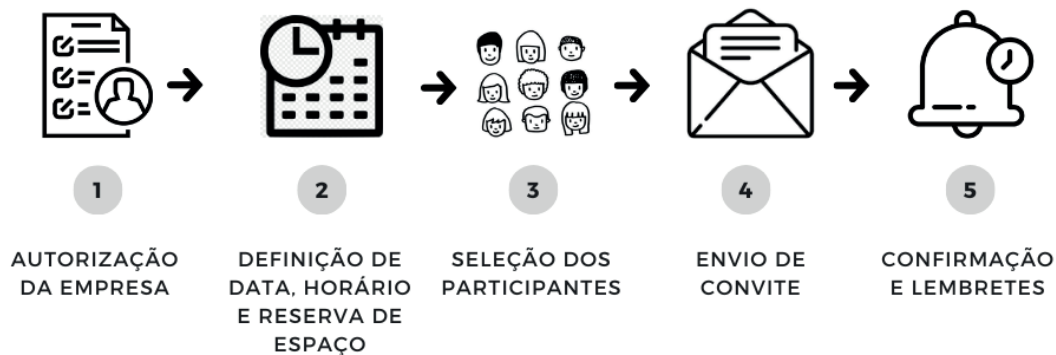 1
AUTORIZAÇÃO
DA EMPRESA
2
DEFINIÇÃO DE
DATA, HORÁRIO
E RESERVA DE
ESPAÇO
3
SELEÇÃO DOS
PARTICIPANTES
4
ENVIO DE
CONVITE
5
CONFIRMAÇÃO
E LEMBRETES